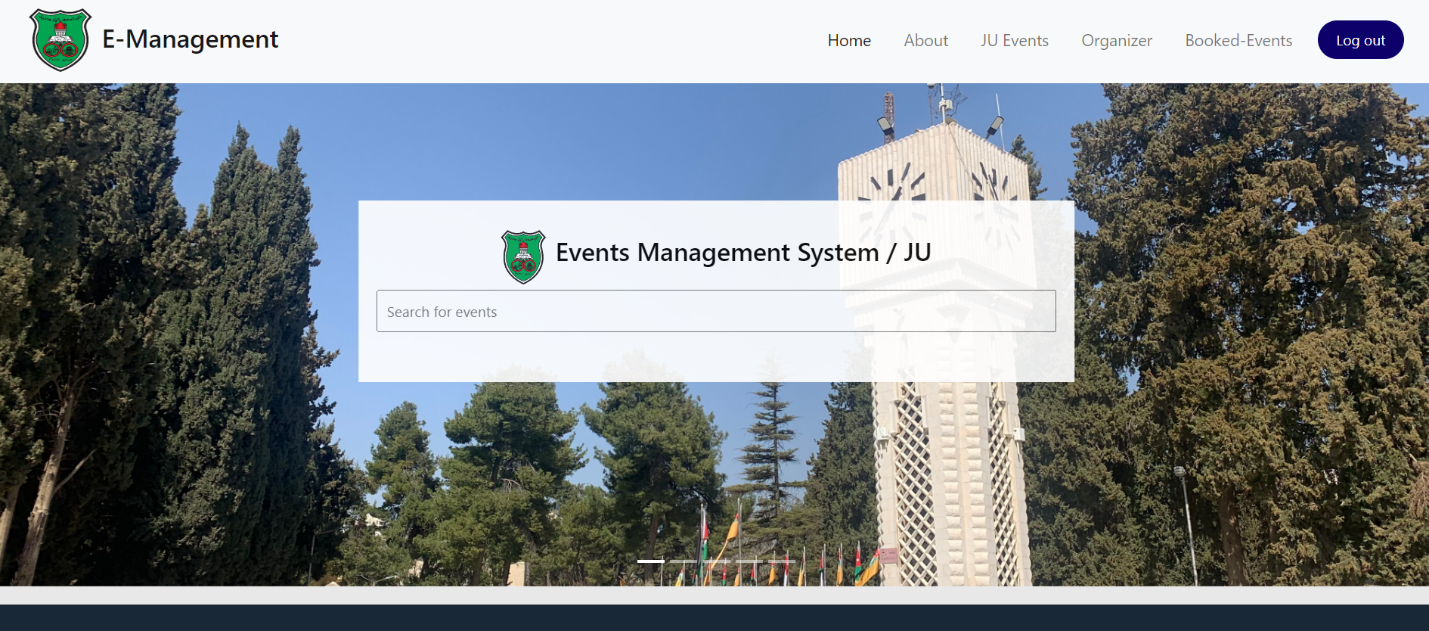 E-Management
Home About JU Events Organizer Booked-Events Log out
Events Management System / JU
Search for events